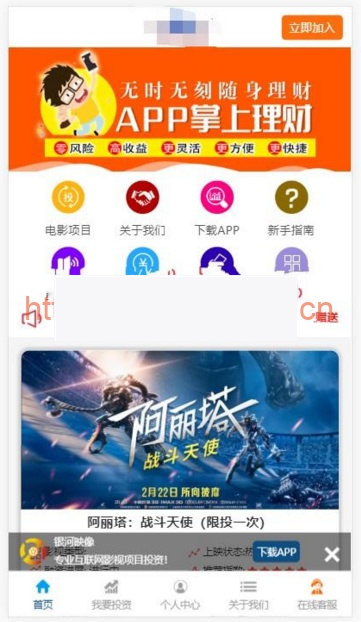 立即加入
无时无刻随身理财
APP掌上理财
零风险 高收益 更灵活 更方便 更快捷
电影项目 关于我们 下载APP 新手指南
赠送
阿丽塔
战斗天使
2月22日 所向披靡
阿丽塔：战斗天使（限投一次）
银河映像
专业互联网影视项目投资！
上映状态:热
下载APP
首页 我要投资 个人中心 关于我们 在线客服